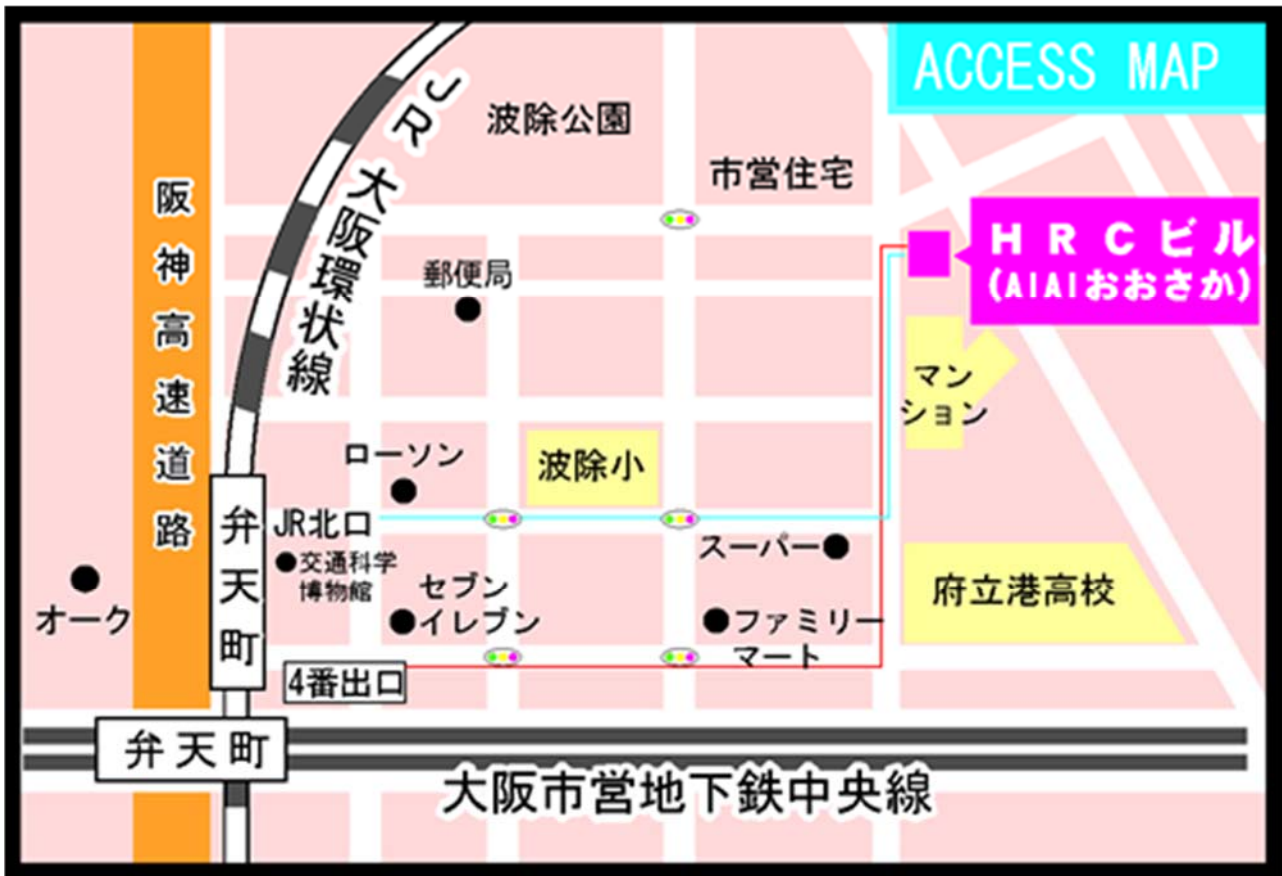 ACCESS MAP
JR大阪環状線
波除公園
市営住宅
阪神高速道路
HRCビル
(AIAIおおさか)
郵便局
マン
ション
ローソン
波除小
弁天町
JR北口
交通科学
博物館
スーパー
オーク
セブン
イレブン
ファミリー
マート
府立港高校
4番出口
弁天町
大阪市営地下鉄中央線